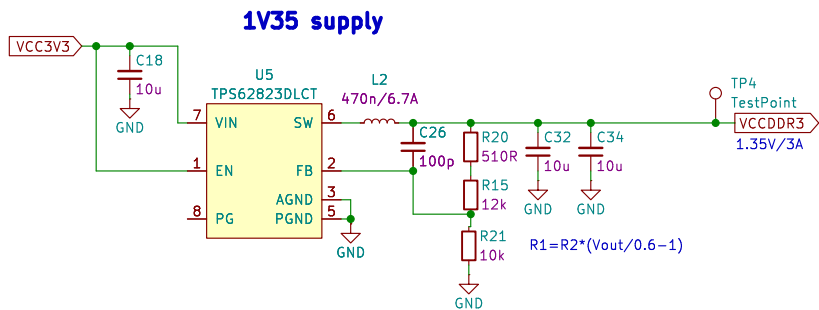 1V35 supply
VCC3V3
C18
10u
GND
U5
TPS62823DLCT
7
VIN
1
EN
8
PG
SW
6
FB
2
AGND
3
PGND
5
GND
L2
470n/6.7A
C26
100p
R20
510R
R15
12k
R21
10k
GND
C32
10u
GND
C34
10u
GND
TP4
TestPoint
VCCDDR3
1.35V/3A
R1=R2*(Vout/0.6-1)